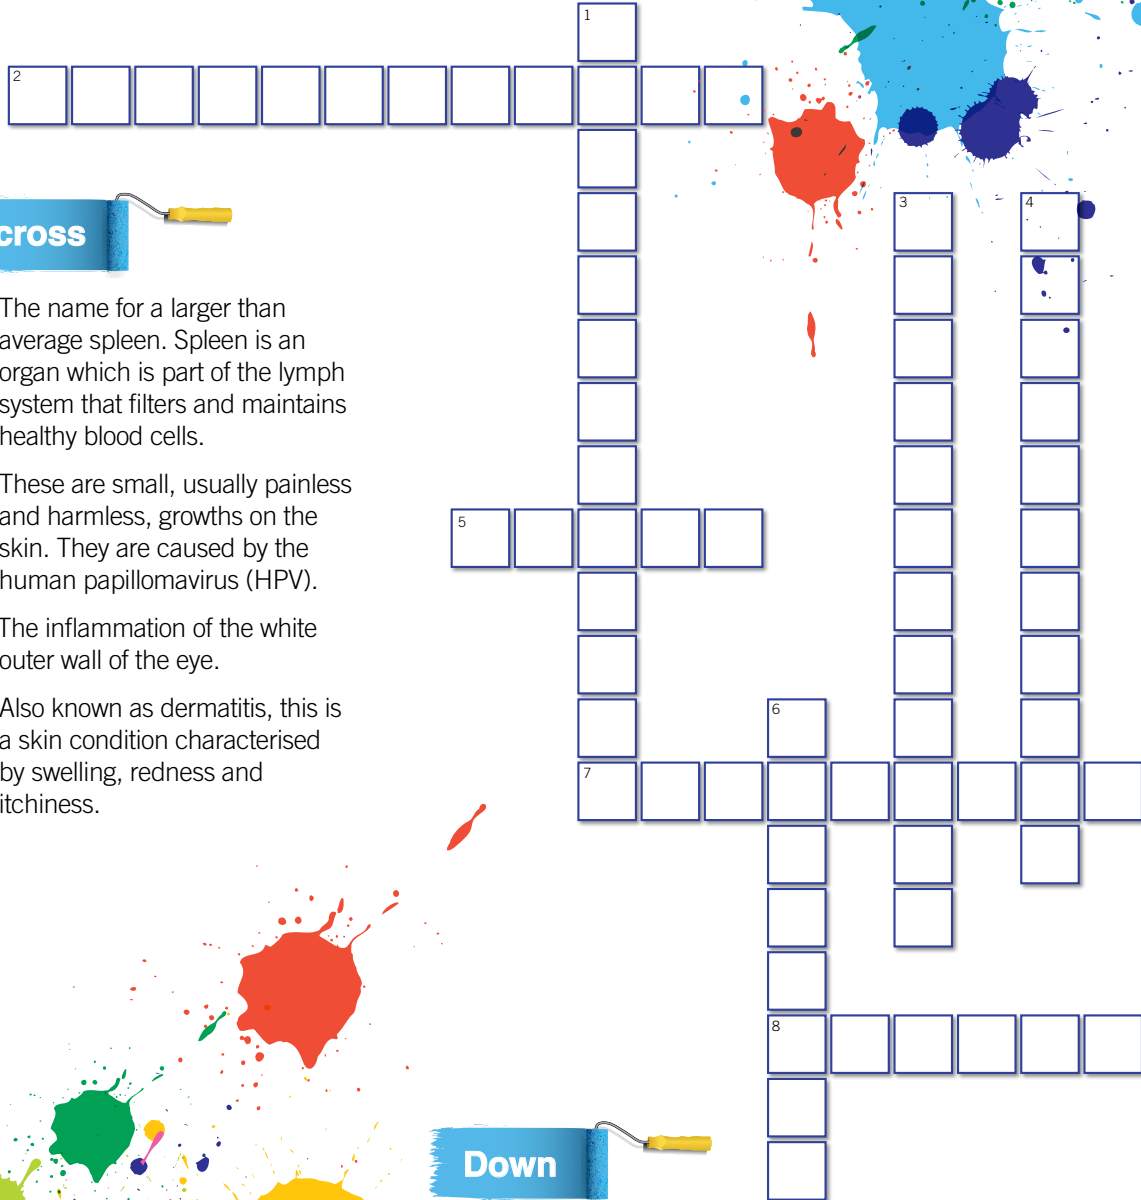 1
2
cross
3
4
The name for a larger than
average spleen. Spleen is an
organ which is part of the lymph
system that filters and maintains
healthy blood cells.
These are small, usually painless
and harmless, growths on the
skin. They are caused by the
human papillomavirus (HPV).
The inflammation of the white
outer wall of the eye.
Also known as dermatitis, this is
a skin condition characterised
by swelling, redness and
itchiness.
5
6
7
8
Down